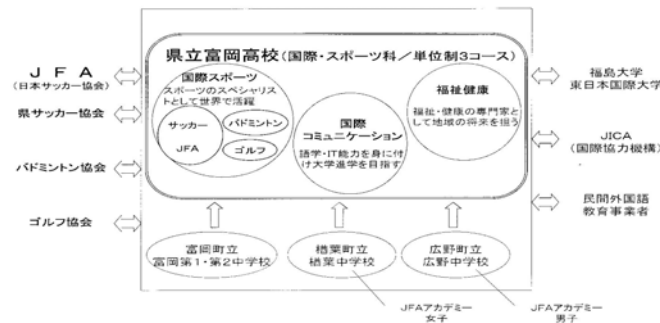 県立富岡高校(国際・スポーツ科/単位制3コース)
JFA
(日本サッカー協会)
県サッカー協会
バドミントン協会
ゴルフ協会
国際スポーツ
スポーツのスペシャリ
ストとして世界で活躍
サッカー
JFA
バドミントン
ゴルフ
国際
コミュニケーション
語学・IT能力を身に付
け大学進学を目指す
福祉健康
福祉・健康の専門家と
して地域の将来を担う
福島大学
東日本国際大学
JICA
(国際協力機構)
民間外国語
教育事業者
富岡町立
富岡第1・第2中学校
楢葉町立
楢葉中学校
広野町立
広野中学校
JFAアカデミー
女子
JFAアカデミー
男子